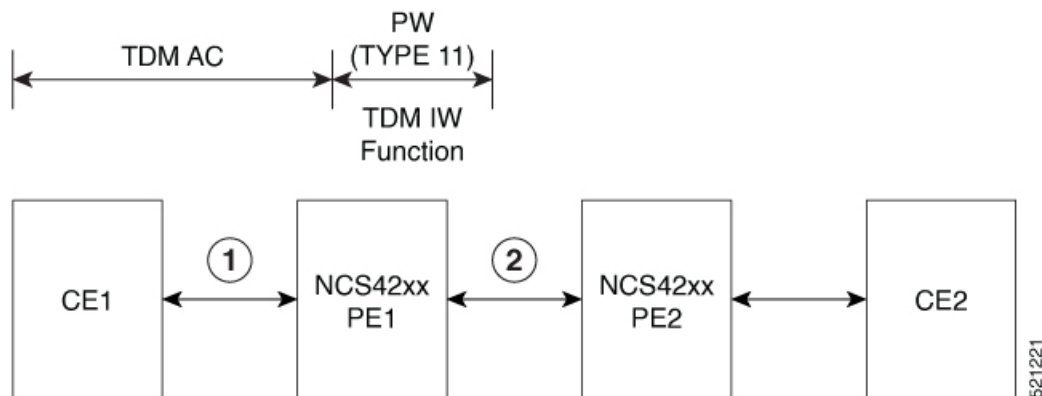 PW
TDM AC
(TYPE 11)
TDM IW
Function
1
2
CE1
NCS42xx
PE1
NCS42xx
PE2
CE2
521221